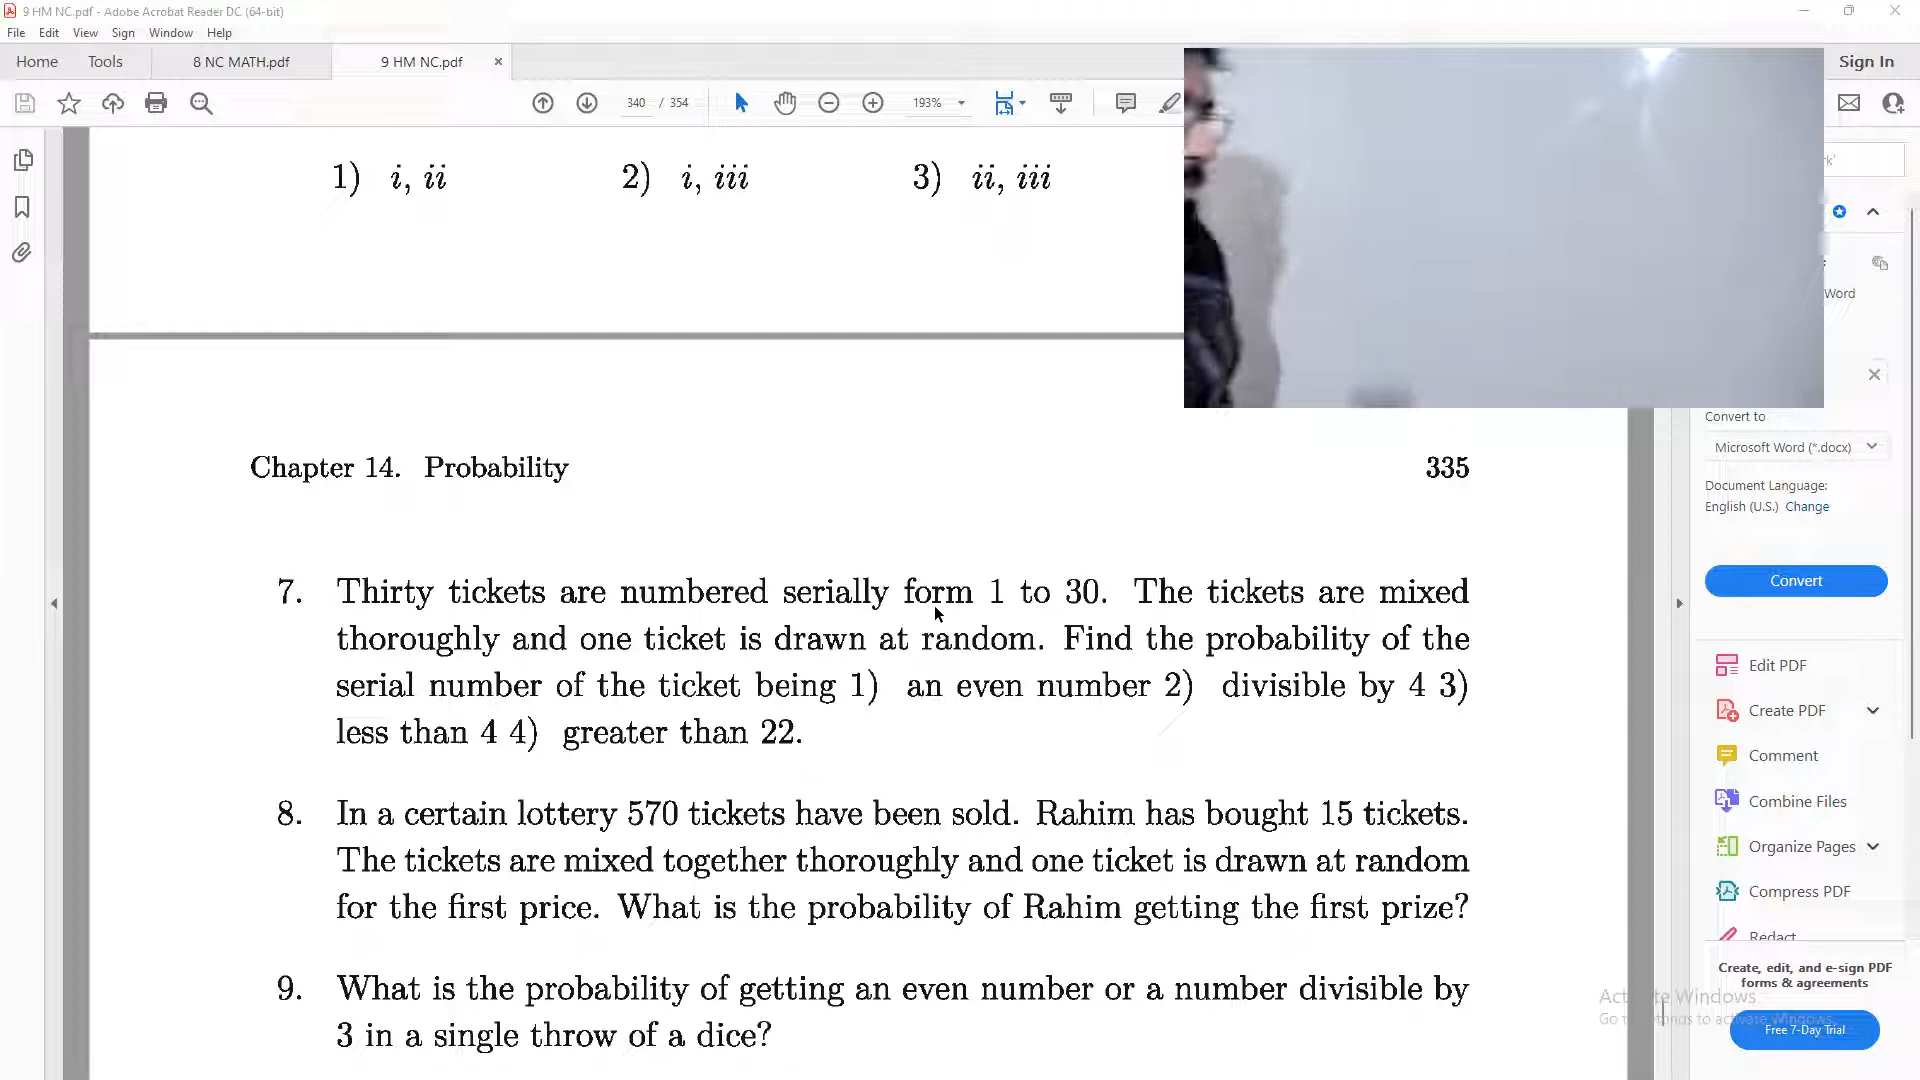 9 HM NC.pdf - Adobe Acrobat Reader DC (64-bit)
File Edit View Sign Window Help
Home Tools 8 NC MATH.pdf 9 HM NC.pdf Sign In
340 / 354 193%
1) i, ii 2) i, iii 3) ii, iii
Word
Convert to
Microsoft Word (*.docx)
Document Language:
English (U.S.) Change
Convert
Edit PDF
Create PDF
Comment
Combine Files
Organize Pages
Compress PDF
Redact
Create, edit, and e-sign PDF
forms & agreements
Free 7-Day Trial
Chapter 14. Probability 335
7. Thirty tickets are numbered serially form 1 to 30. The tickets are mixed
thoroughly and one ticket is drawn at random. Find the probability of the
serial number of the ticket being 1) an even number 2) divisible by 4 3)
less than 4 4) greater than 22.
8. In a certain lottery 570 tickets have been sold. Rahim has bought 15 tickets.
The tickets are mixed together thoroughly and one ticket is drawn at random
for the first price. What is the probability of Rahim getting the first prize?
9. What is the probability of getting an even number or a number divisible by
3 in a single throw of a dice?
Activate Windows
Go to Settings to activate Windows.